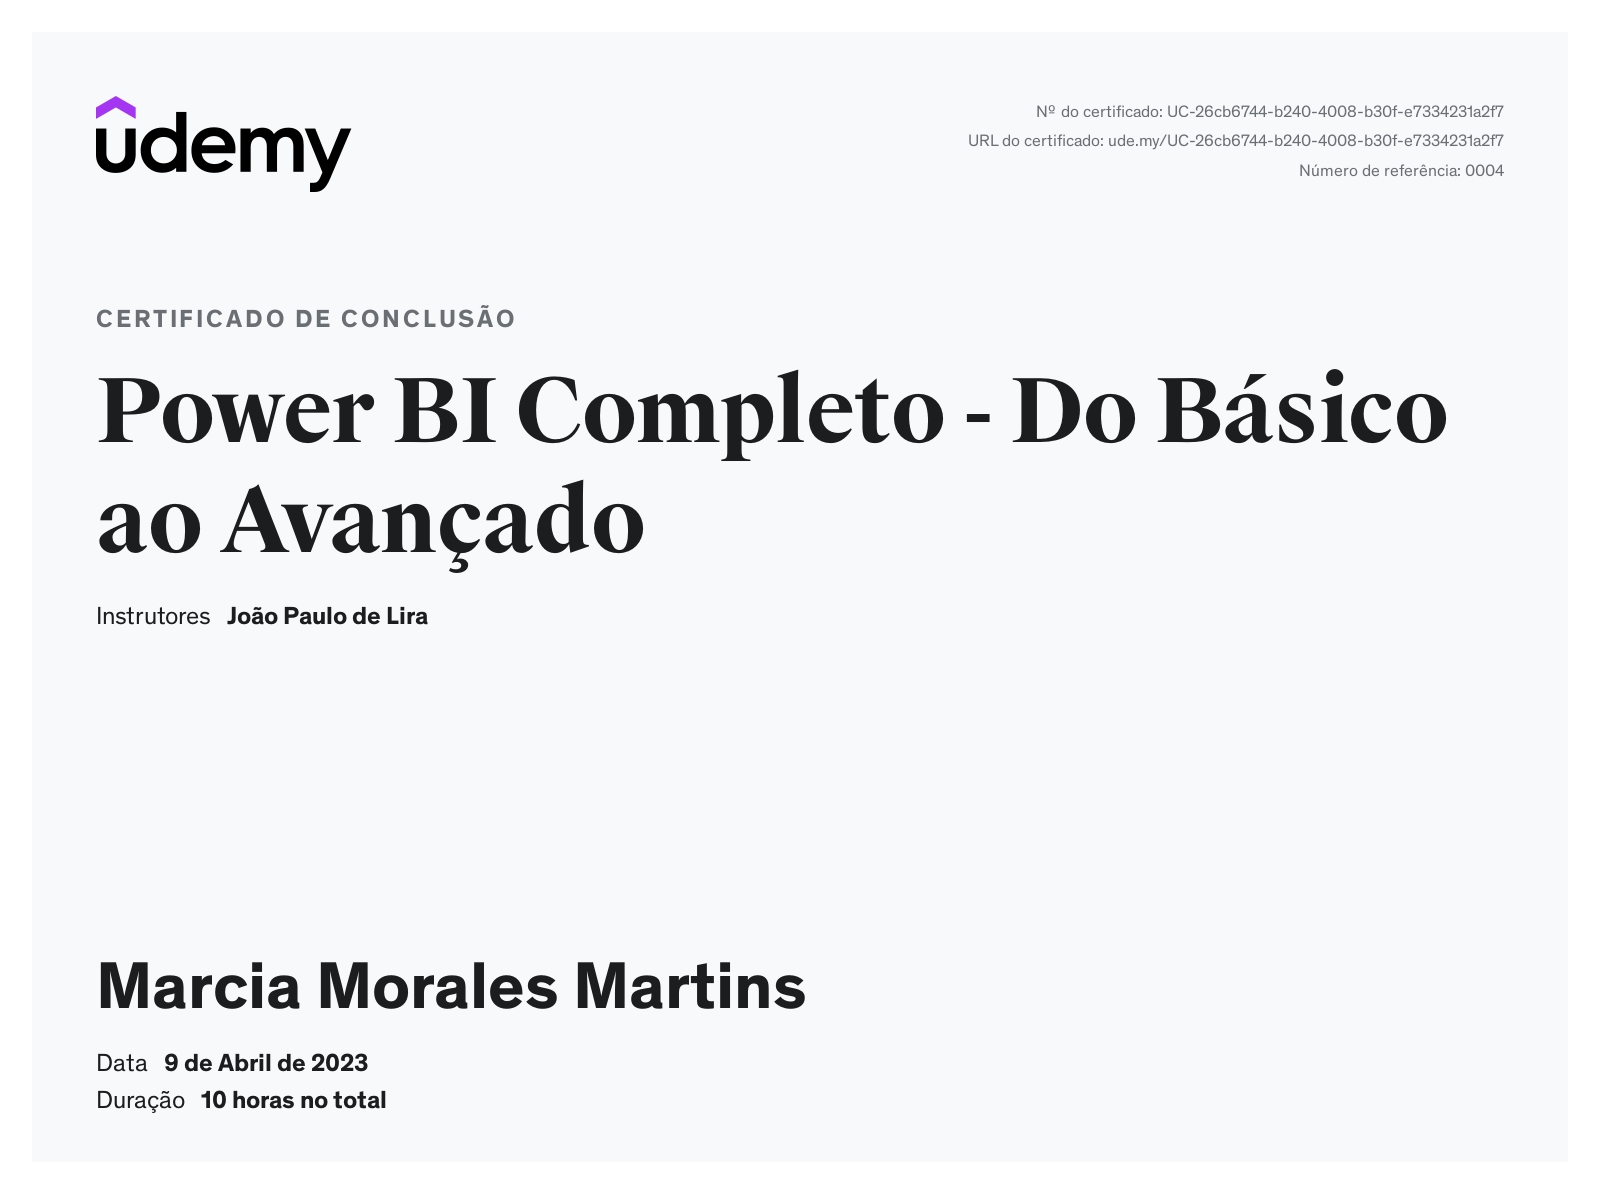 udemy
Nº do certificado: UC-26cb6744-b240-4008-b30f-e7334231a2f7
URL do certificado: ude.my/UC-26cb6744-b240-4008-b30f-e7334231a2f7
Número de referência: 0004
CERTIFICADO DE CONCLUSÃO
Power BI Completo - Do Básico
ao Avançado
Instrutores João Paulo de Lira
Marcia Morales Martins
Data 9 de Abril de 2023
Duração 10 horas no total